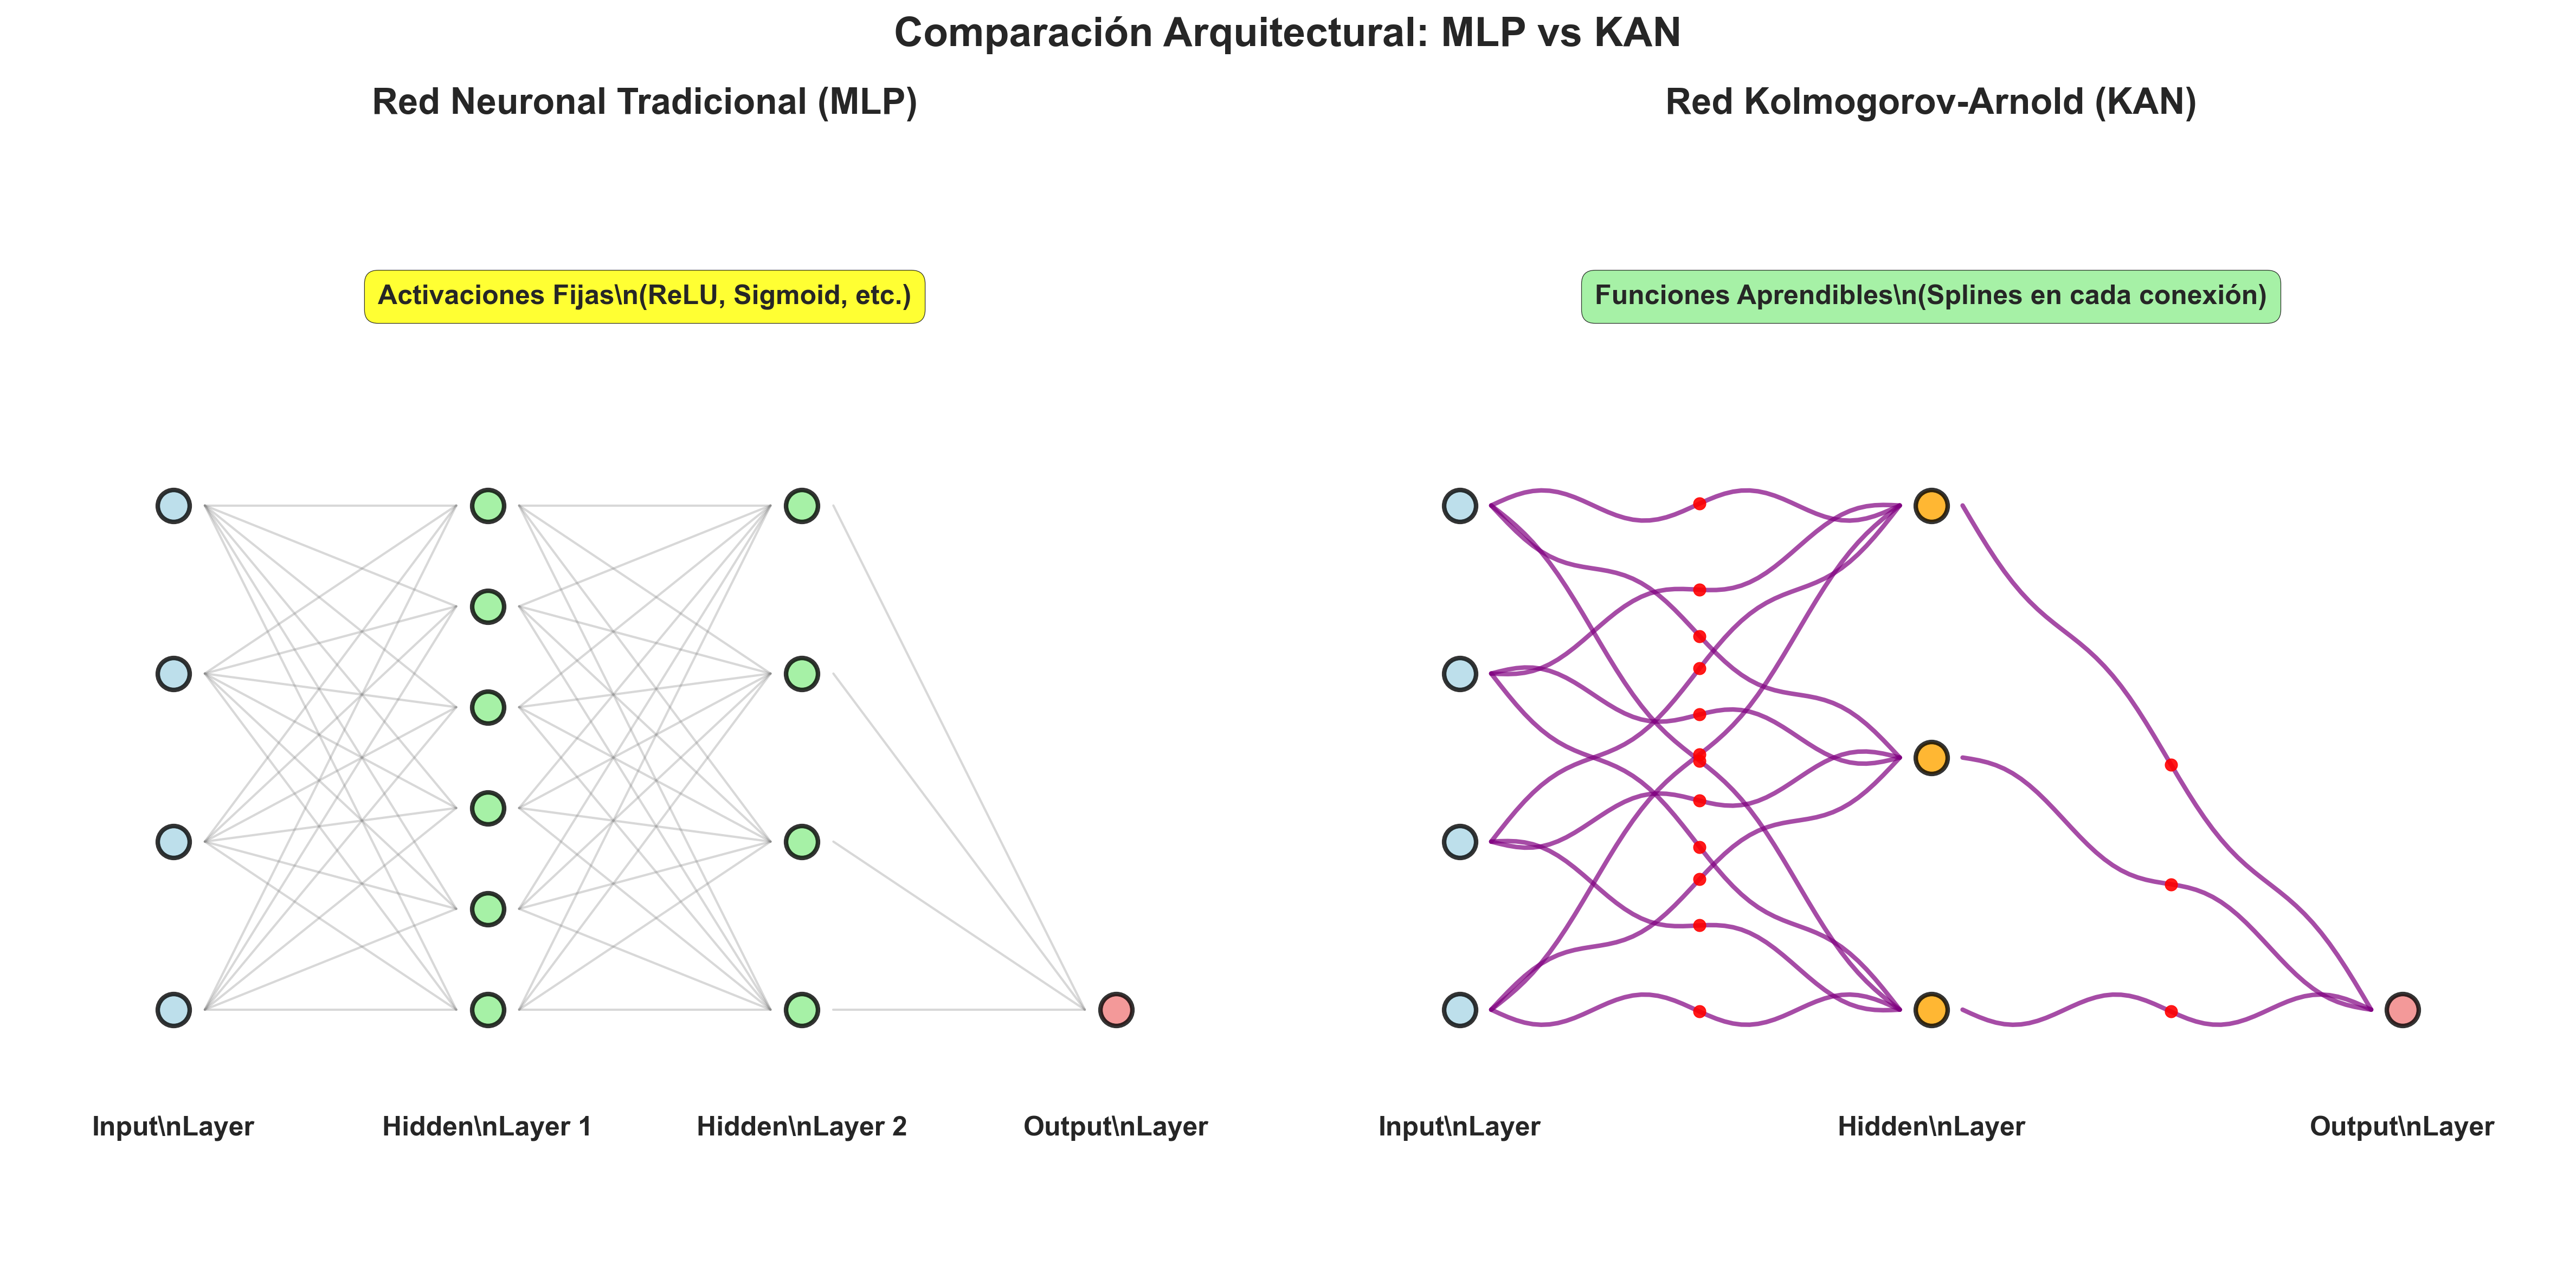 Comparación Arquitectural: MLP vs KAN
Red Neuronal Tradicional (MLP)
Red Kolmogorov-Arnold (KAN)
Activaciones Fijas\n(ReLU, Sigmoid, etc.)
Funciones Aprendibles\n(Splines en cada conexión)
Input\nLayer
Hidden\nLayer 1
Hidden\nLayer 2
Output\nLayer
Input\nLayer
Hidden\nLayer
Output\nLayer